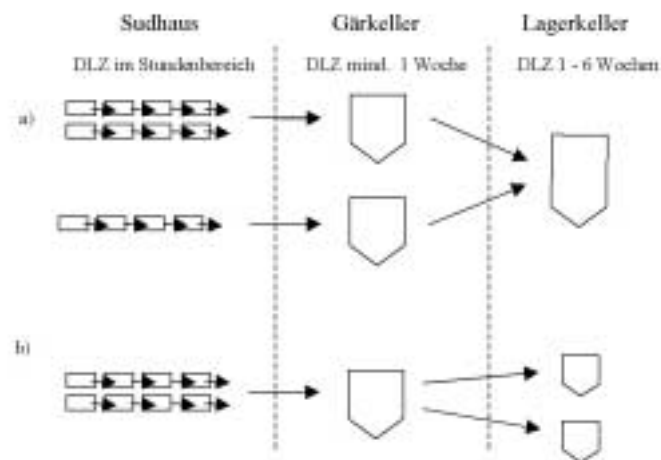 Sudhaus Gärkeller Lagerkeller
DLZ im Stundenbereich DLZ mind. 1 Woche DLZ 1 - 6 Wochen
a)
b)